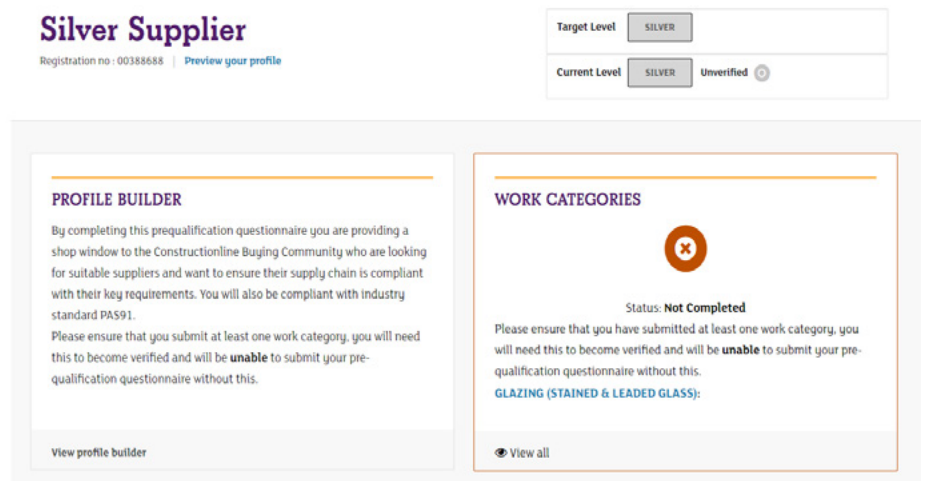 Silver Supplier
Registration no : 00388688 | Preview your profile
Target Level SILVER
Current Level SILVER Unverified
PROFILE BUILDER
By completing this prequalification questionnaire you are providing a
shop window to the Constructionline Buying Community who are looking
for suitable suppliers and want to ensure their supply chain is compliant
with their key requirements. You will also be compliant with industry
standard PAS91.
Please ensure that you submit at least one work category, you will need
this to become verified and will be unable to submit your pre-
qualification questionnaire without this.
View profile builder
WORK CATEGORIES
Status: Not Completed
Please ensure that you have submitted at least one work category, you
will need this to become verified and will be unable to submit your pre-
qualification questionnaire without this.
GLAZING (STAINED & LEADED GLASS):
View all